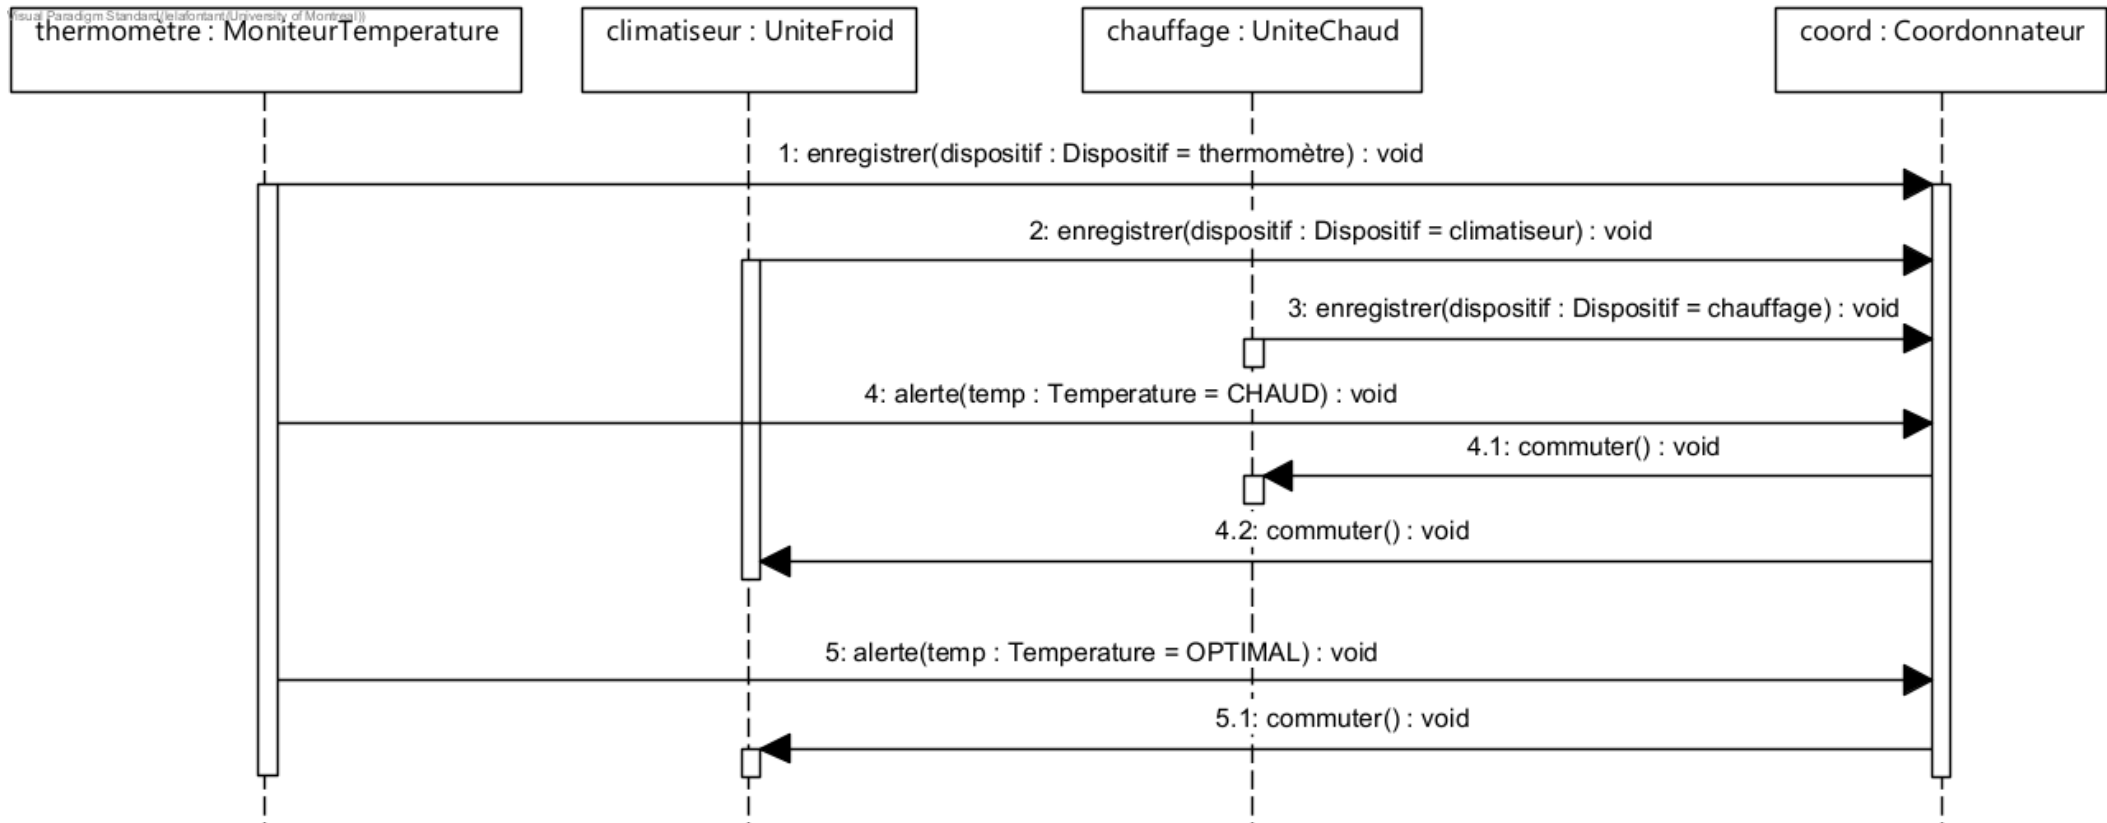 Visual Paradigm Standard(lelafontant(University of Montreal))
thermomètre : MoniteurTemperature
climatiseur : UniteFroid
chauffage : UniteChaud
coord : Coordonnateur
1: enregistrer(dispositif : Dispositif = thermomètre) : void
2: enregistrer(dispositif : Dispositif = climatiseur) : void
3: enregistrer(dispositif : Dispositif = chauffage) : void
4: alerte(temp : Temperature = CHAUD) : void
4.1: commuter() : void
4.2: commuter() : void
5: alerte(temp : Temperature = OPTIMAL) : void
5.1: commuter() : void